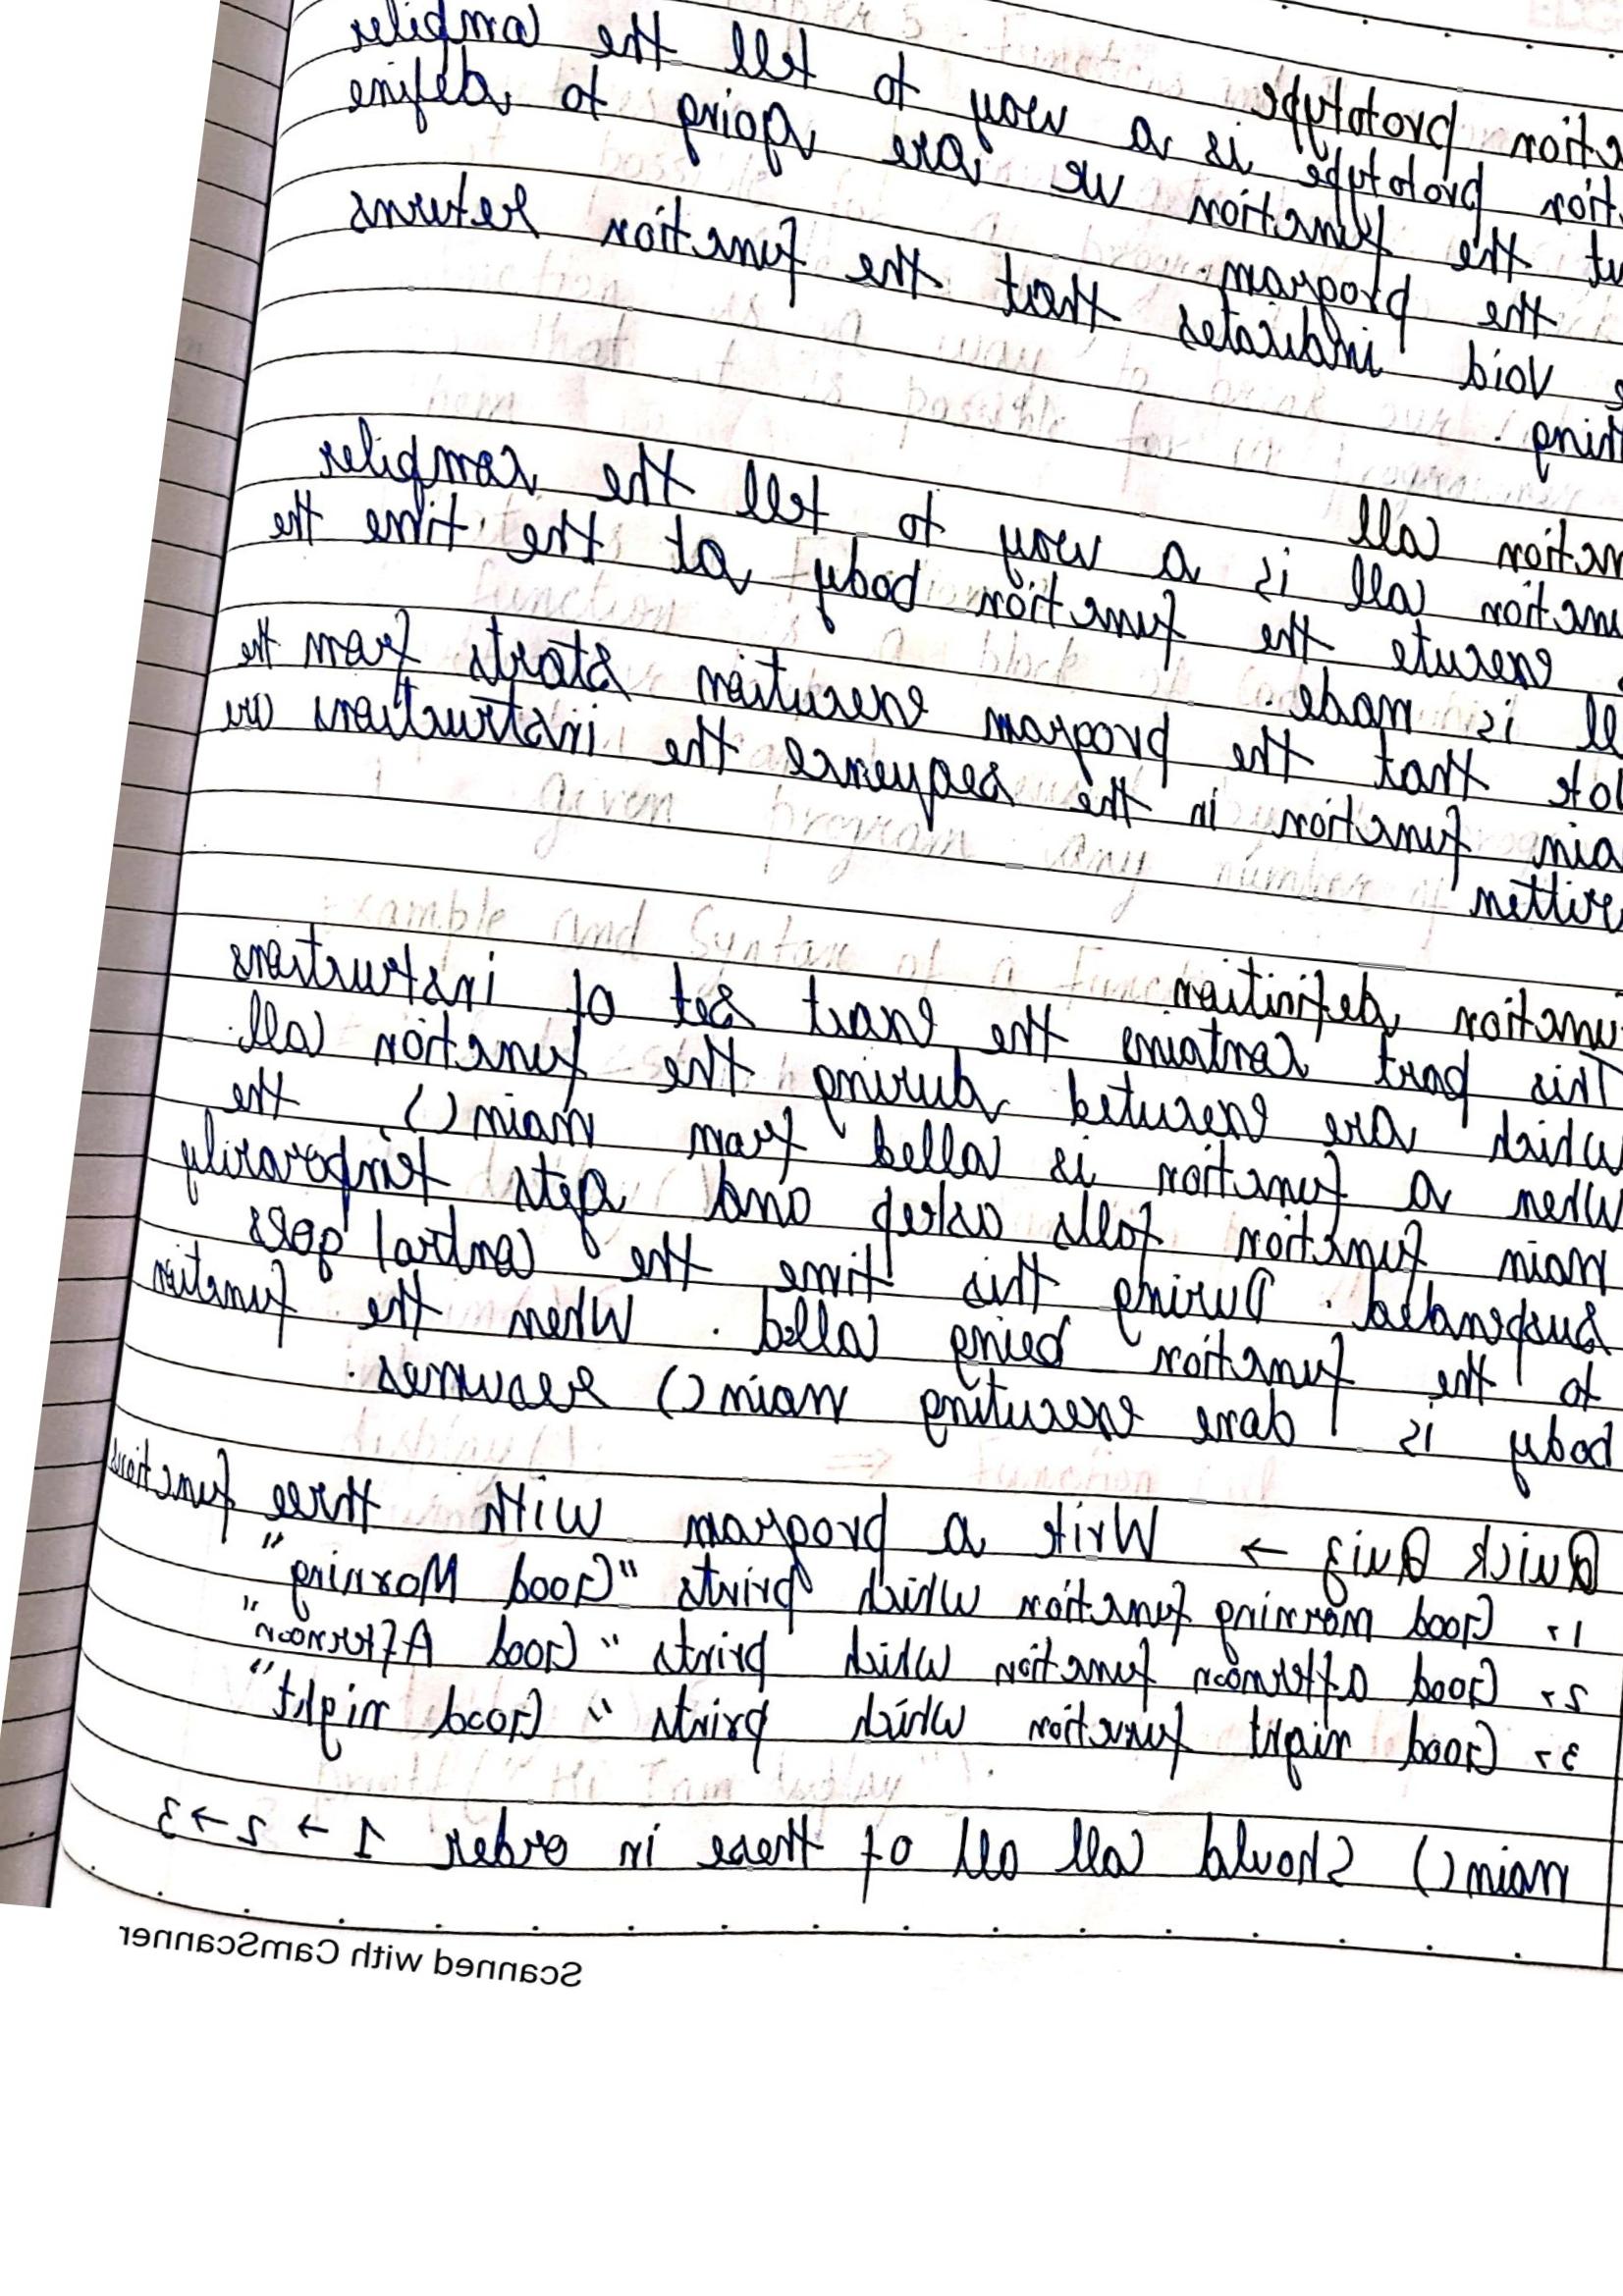 ction prototype
tion prototype is a way to tell the compiler
ut the function we are going to define
the program.
void indicates that the function returns
thing.
nction call
unction call is a way to tell the compiler
execute the function body at the time the
ll is made.
ote that the program execution starts from the
ain function in the sequence the instructions are
written
unction definition
This part contains the exact set of instructions
which are executed during the function call.
When a function is called from main() the
main function falls asleep and gets temporarily
suspended. During this time the control goes
to the function being called. When the function
body is done executing main() resumes.
Quick Quiz → Write a program with three functions
1, Good morning function which prints "Good Morning"
2, Good afternoon function which prints "Good Afternoon"
3, Good night function which prints "Good night"
main() should call all of these in order 1 → 2 → 3
Scanned with CamScanner